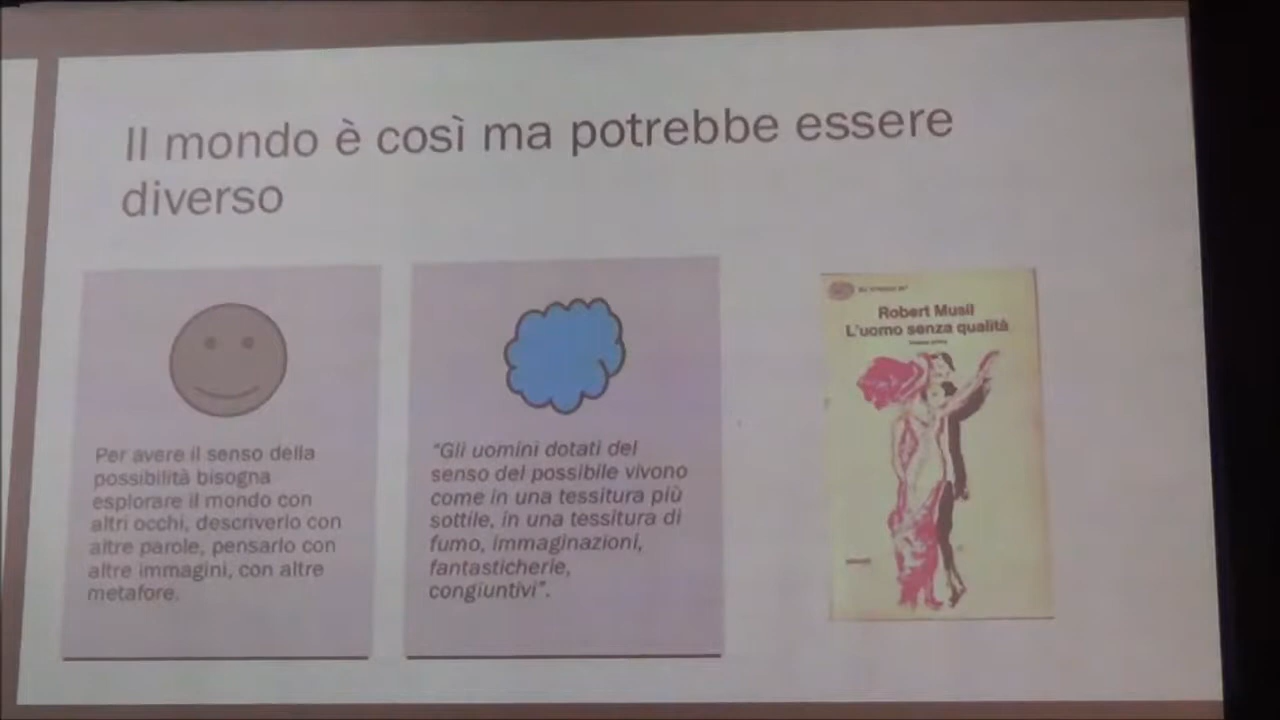 Il mondo è così ma potrebbe essere
diverso
Per avere il senso della
possibilità bisogna
esplorare il mondo con
altri occhi, descriverlo con
altre parole, pensarlo con
altre immagini, con altre
metafore.
"Gli uomini dotati del
senso del possibile vivono
come in una tessitura più
sottile, in una tessitura di
fumo, immaginazioni,
fantasticherie,
congiuntivi".
Robert Musil
L'uomo senza qualità